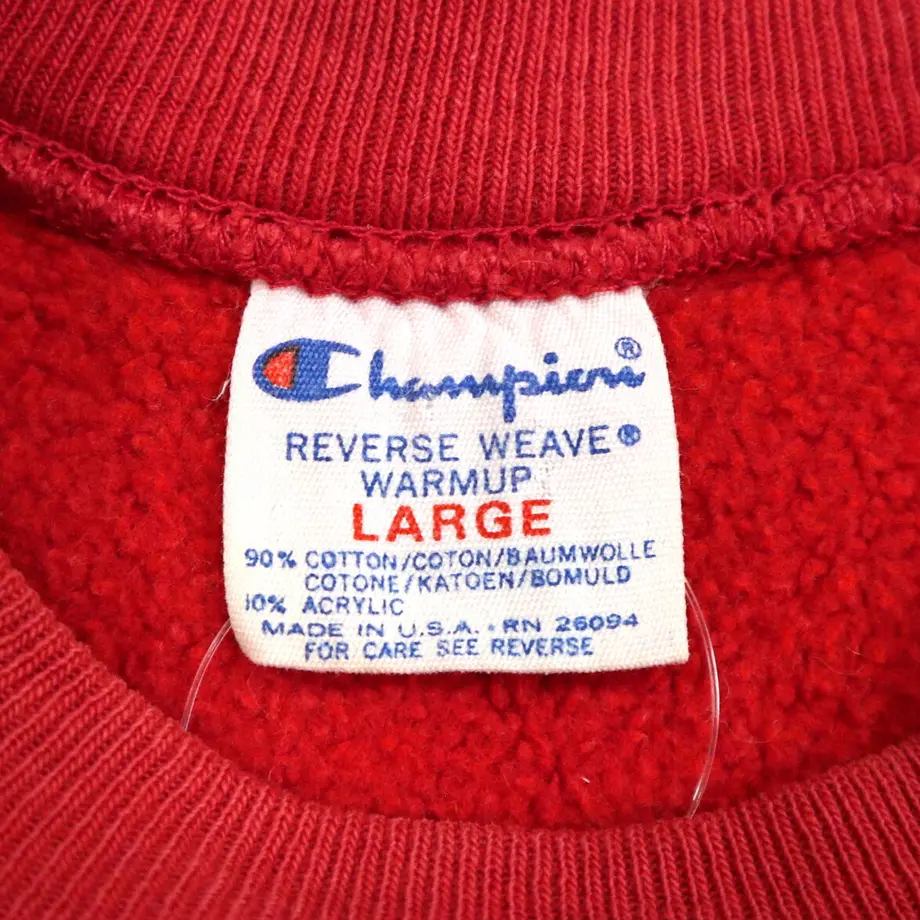 Champion®
REVERSE WEAVE®
WARMUP
LARGE
90% COTTON/COTON/BAUMWOLLE
COTONE/KATOEN/BOMULD
10% ACRYLIC
MADE IN U.S.A. • RN 26094
FOR CARE SEE REVERSE